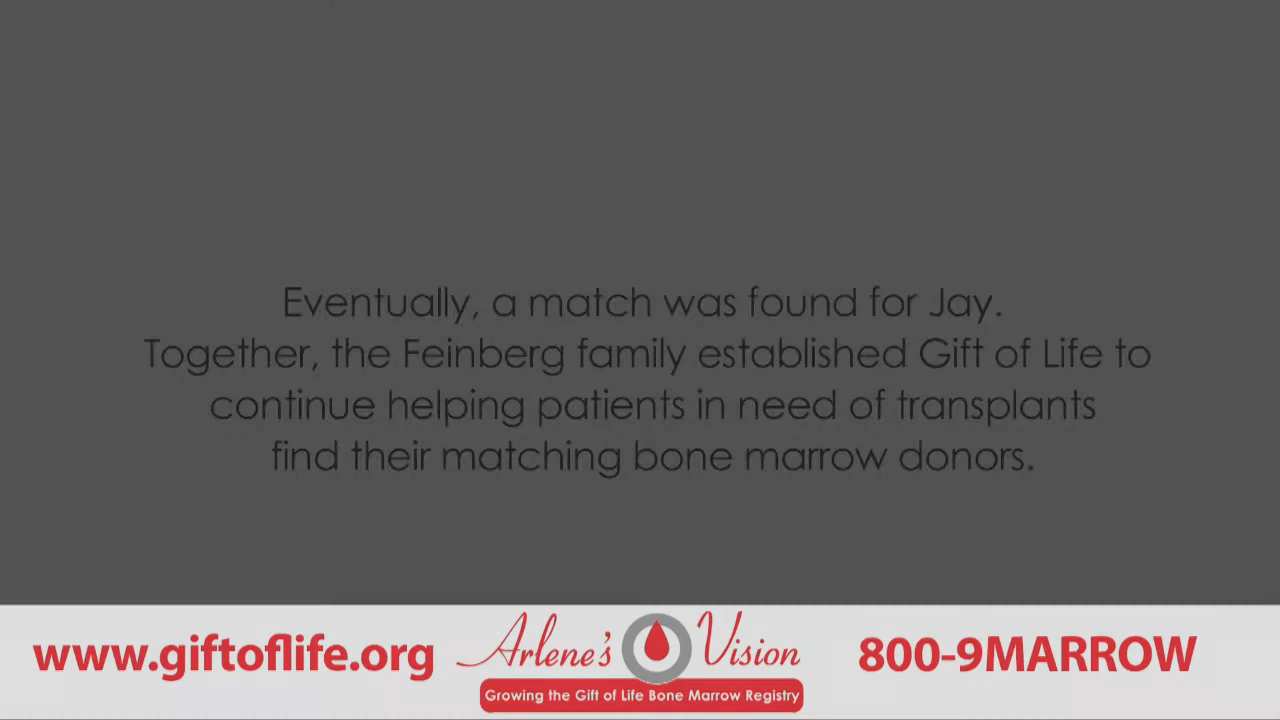 Eventually, a match was found for Jay.
Together, the Feinberg family established Gift of Life to
continue helping patients in need of transplants
find their matching bone marrow donors.
www.giftoflife.org
Arlene's Vision
Growing the Gift of Life Bone Marrow Registry
800-9MARROW